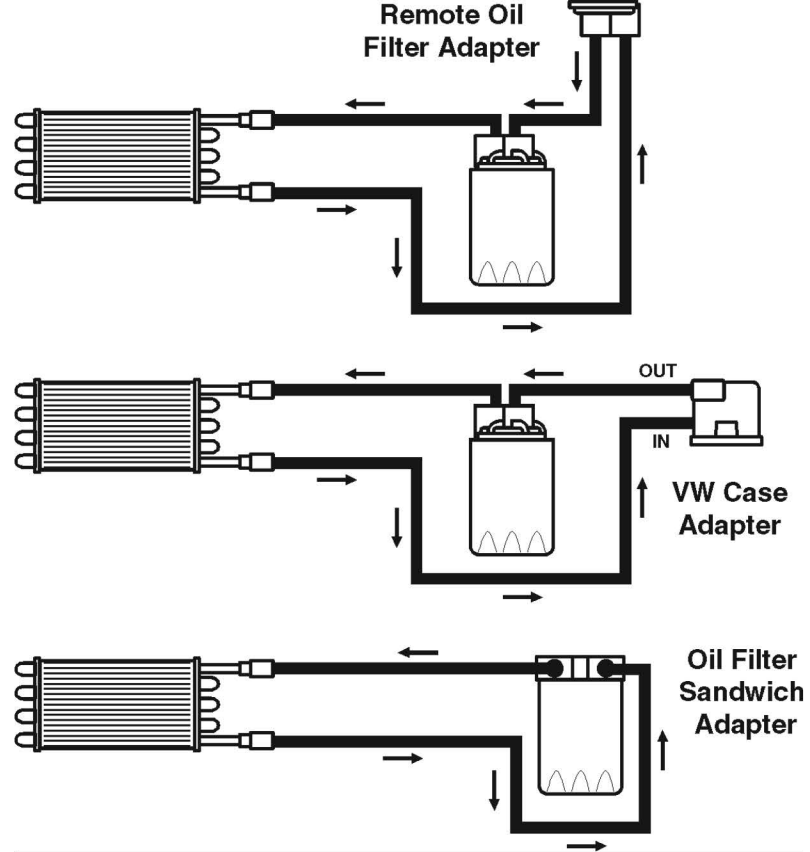 Remote Oil
Filter Adapter
OUT
IN
VW Case
Adapter
Oil Filter
Sandwich
Adapter